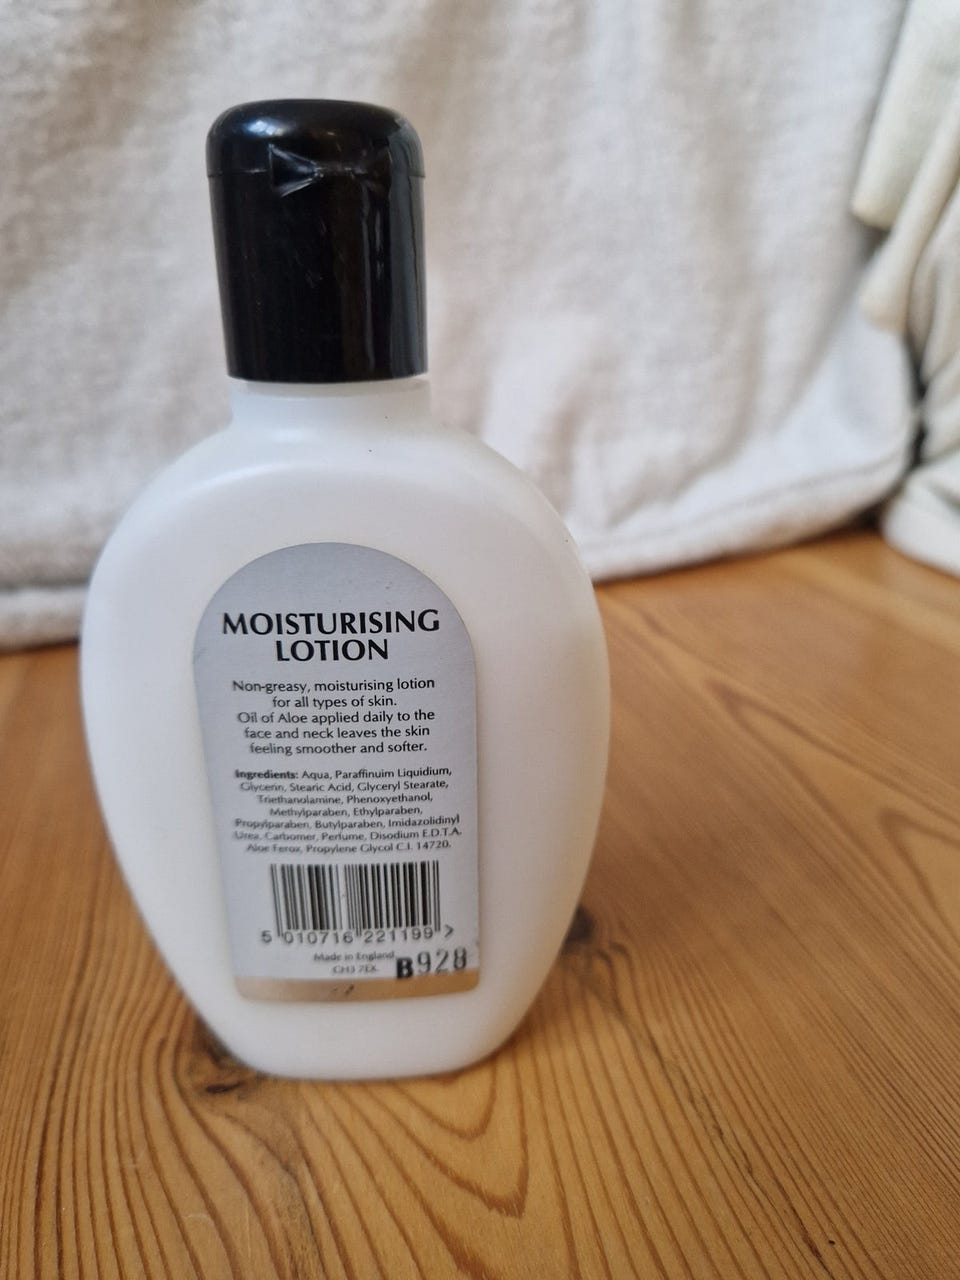 MOISTURISING
LOTION
Non-greasy, moisturising lotion
for all types of skin.
Oil of Aloe applied daily to the
face and neck leaves the skin
feeling smoother and softer.
Ingredients: Aqua, Paraffinum Liquidium,
Glycerin, Stearic Acid, Glyceryl Stearate,
Triethanolamine, Phenoxyethanol,
Methylparaben, Ethylparaben,
Propylparaben, Butylparaben, Imidazolidinyl
Urea, Carbomer, Perfume, Disodium E.D.T.A.
Aloe Ferox, Propylene Glycol C.I. 14720.
5 010716 221199 >
Made in England
CH3 7EX. B928